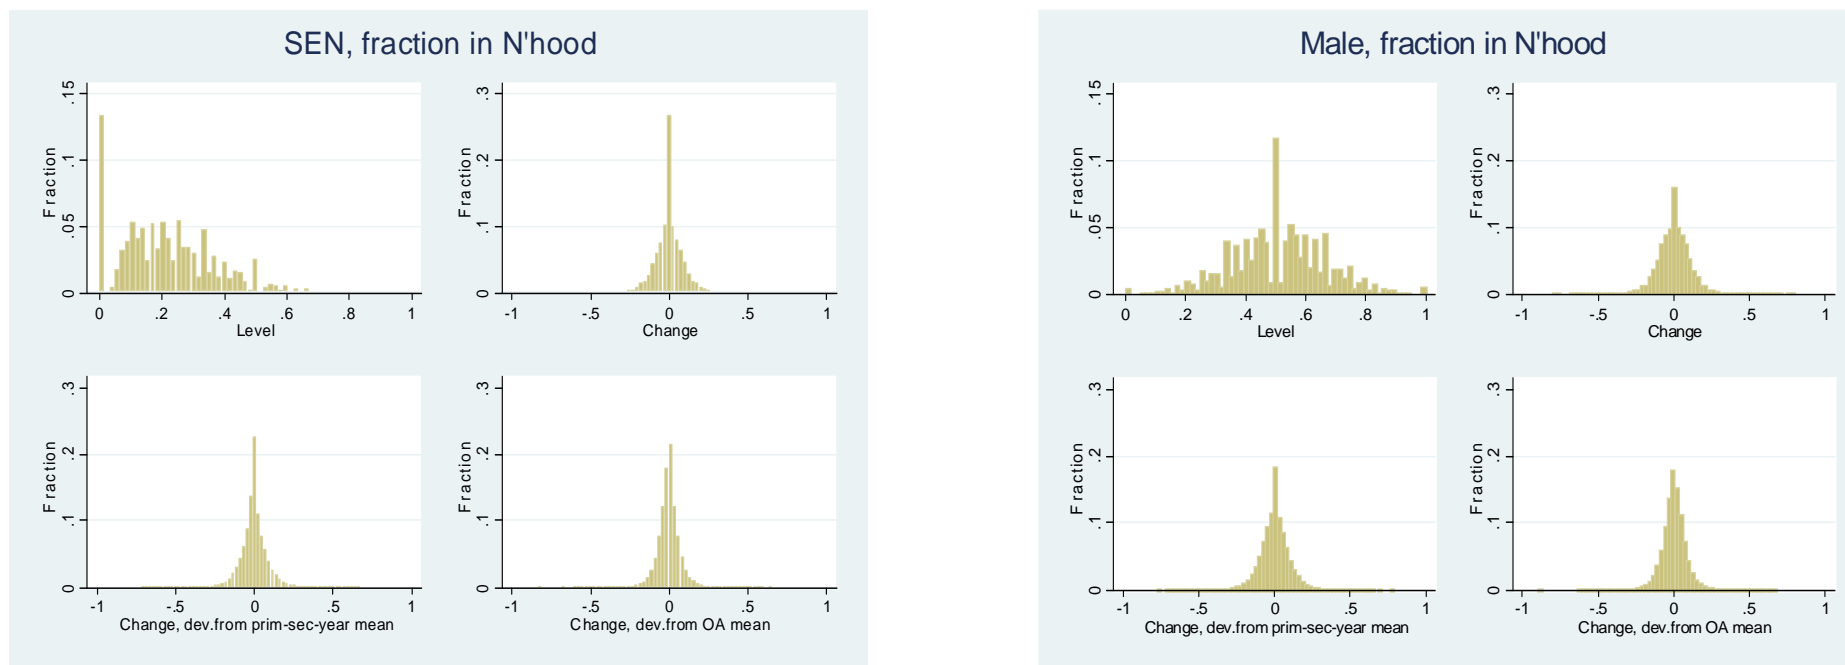 SEN, fraction in N'hood
Fraction
0 .05 .1 .15
0 .2 .4 .6 .8 1
Level
Fraction
0 .1 .2 .3
-1 -.5 0 .5 1
Change
Fraction
0 .1 .2 .3
-1 -.5 0 .5 1
Change, dev.from prim-sec-year mean
Fraction
0 .1 .2 .3
-1 -.5 0 .5 1
Change, dev.from OA mean
Male, fraction in N'hood
Fraction
0 .05 .1 .15
0 .2 .4 .6 .8 1
Level
Fraction
0 .1 .2 .3
-1 -.5 0 .5 1
Change
Fraction
0 .1 .2 .3
-1 -.5 0 .5 1
Change, dev.from prim-sec-year mean
Fraction
0 .1 .2 .3
-1 -.5 0 .5 1
Change, dev.from OA mean